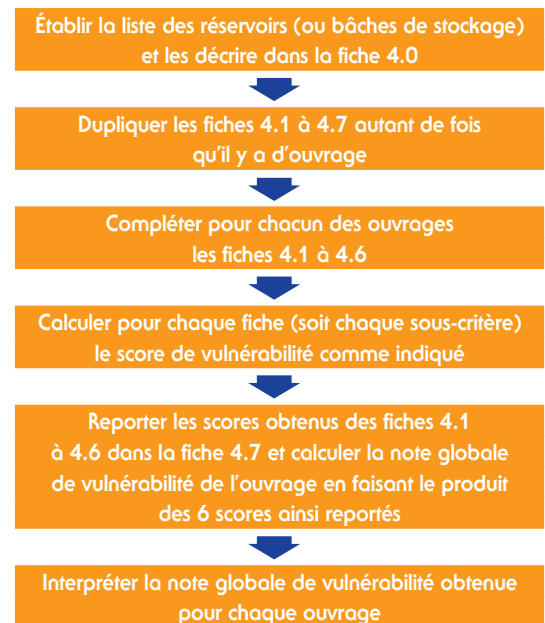 Établir la liste des réservoirs (ou bâches de stockage)
et les décrire dans la fiche 4.0
Dupliquer les fiches 4.1 à 4.7 autant de fois
qu'il y a d'ouvrage
Compléter pour chacun des ouvrages
les fiches 4.1 à 4.6
Calculer pour chaque fiche (soit chaque sous-critère)
le score de vulnérabilité comme indiqué
Reporter les scores obtenus des fiches 4.1
à 4.6 dans la fiche 4.7 et calculer la note globale
de vulnérabilité de l'ouvrage en faisant le produit
des 6 scores ainsi reportés
Interpréter la note globale de vulnérabilité obtenue
pour chaque ouvrage